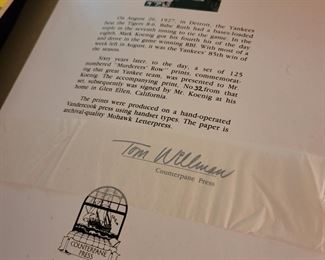 On August 26, 1927, in Detroit, the Yankees
beat the Tigers 8-6. Babe Ruth had a bases-loaded
triple in the seventh inning to tie the game. In the
eighth, Mark Koenig got his fourth hit of the day
and drove in the game winning RBI. With most of a
week left in August, it was the Yankees' 85th win of
the season.
Sixty years later, to the day, a set of 125
numbered "Murderers' Row" prints, commemorat-
ing that great Yankee team, was presented to Mr.
Koenig. The accompanying print, No. 32, from that
set, subsequently was signed by Mr. Koenig at his
home in Glen Ellen, California
The prints were produced on a hand-operated
Vandercook press using handset types. The paper is
archival-quality Mohawk Letterpress.
Tom Willman
Counterpane Press
COUNTERPANE
PRESS